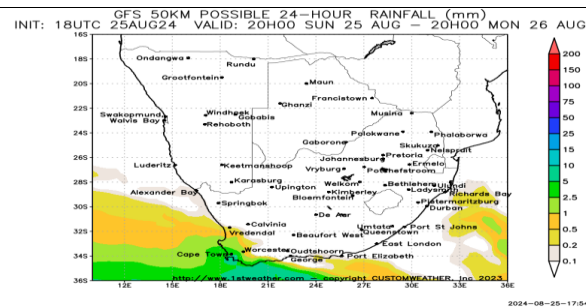 GFS 50KM POSSIBLE 24-HOUR RAINFALL (mm)
INIT: 18UTC 25AUG24 VALID: 20H00 SUN 25 AUG - 20H00 MON 26 AUG
16S
18S
20S
22S
24S
26S
28S
30S
32S
34S
36S
Ondangwa
Rundu
Grootfontein
Maun
Ghanzi
Francistown
Musina
Windhoek
Gobabis
Swakopmund
Walvis Bay
Rehoboth
Polokwane
Phalaborwa
Gaborone
Skukuza
Nelspruit
Pretoria
Johannesburg
Luderitz
Keetmanshoop
Vryburg
Potchefstroom
Ermelo
Karasburg
Upington
Welkom
Kimberley
Bethlehem
Ulundi
Ladysmith
Alexander Bay
Springbok
Bloemfontein
Richards Bay
Pietermaritzburg
Durban
De Aar
Calvinia
Vredendal
Umtata
Port St Johns
Queenstown
Beaufort West
East London
Cape Town
Worcester
Oudtshoorn
George
Port Elizabeth
http://www.1stweather.com - copyright CUSTOMWEATHER, Inc 2023
12E
15E
18E
21E
24E
27E
30E
33E
36E
200
150
100
75
50
25
15
10
5
2.5
1
0.5
0.2
0.1